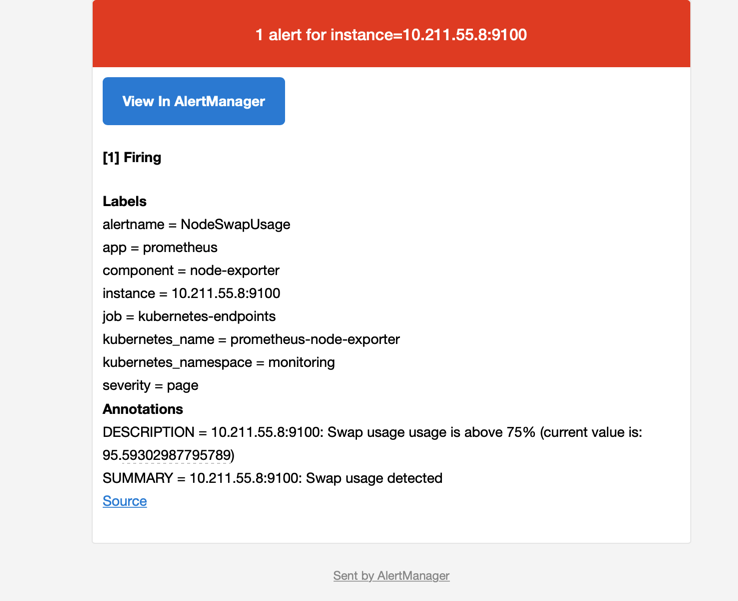 1 alert for instance=10.211.55.8:9100
View In AlertManager
[1] Firing
Labels
alertname = NodeSwapUsage
app = prometheus
component = node-exporter
instance = 10.211.55.8:9100
job = kubernetes-endpoints
kubernetes_name = prometheus-node-exporter
kubernetes_namespace = monitoring
severity = page
Annotations
DESCRIPTION = 10.211.55.8:9100: Swap usage usage is above 75% (current value is:
95.59302987795789)
SUMMARY = 10.211.55.8:9100: Swap usage detected
Source
Sent by AlertManager